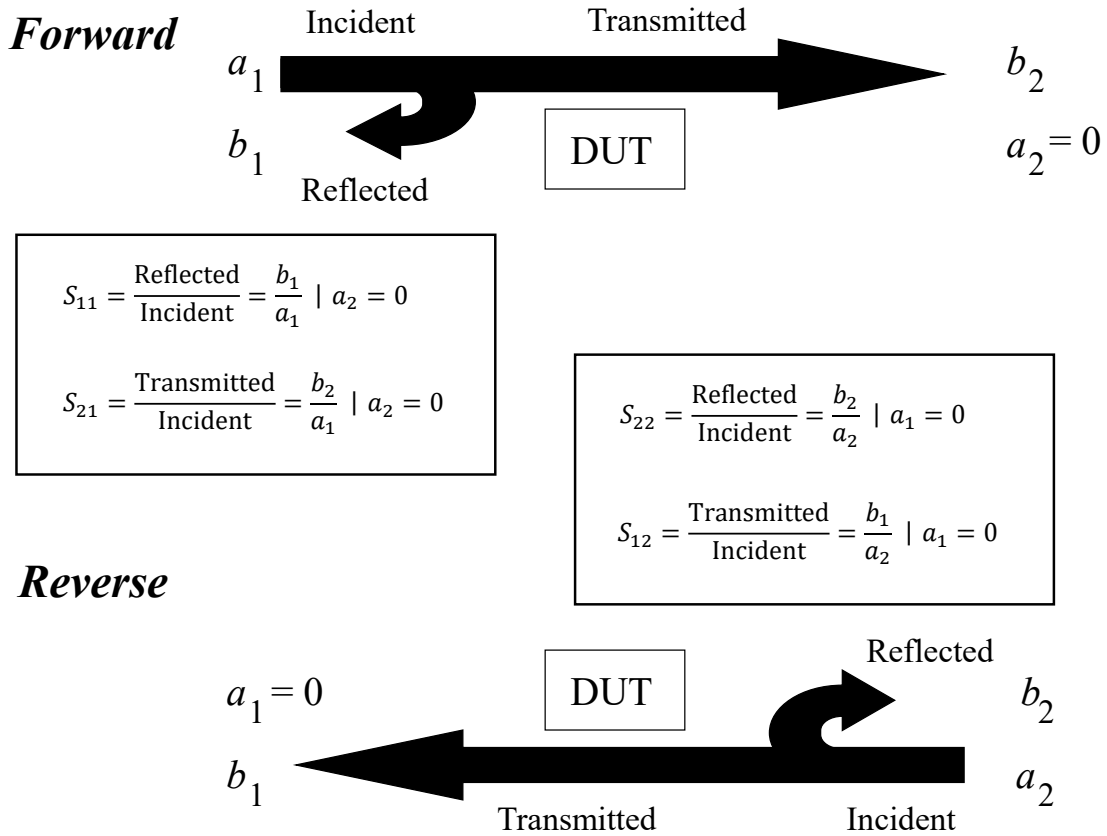 Forward
Incident Transmitted
a1 b2
b1 DUT a2 = 0
Reflected
S11 = Reflected/Incident = b1/a1 | a2 = 0
S21 = Transmitted/Incident = b2/a1 | a2 = 0
S22 = Reflected/Incident = b2/a2 | a1 = 0
S12 = Transmitted/Incident = b1/a2 | a1 = 0
Reverse
Reflected
a1 = 0 DUT b2
b1 a2
Transmitted Incident